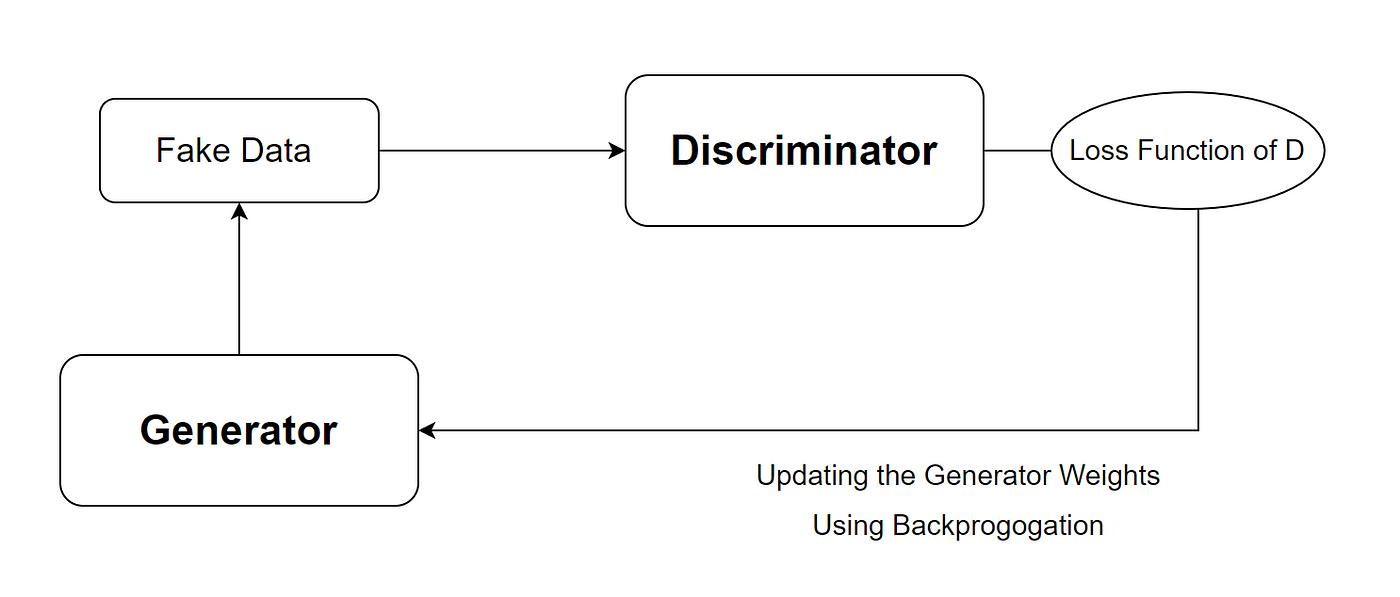 Fake Data
Discriminator
Loss Function of D
Generator
Updating the Generator Weights
Using Backprogogation